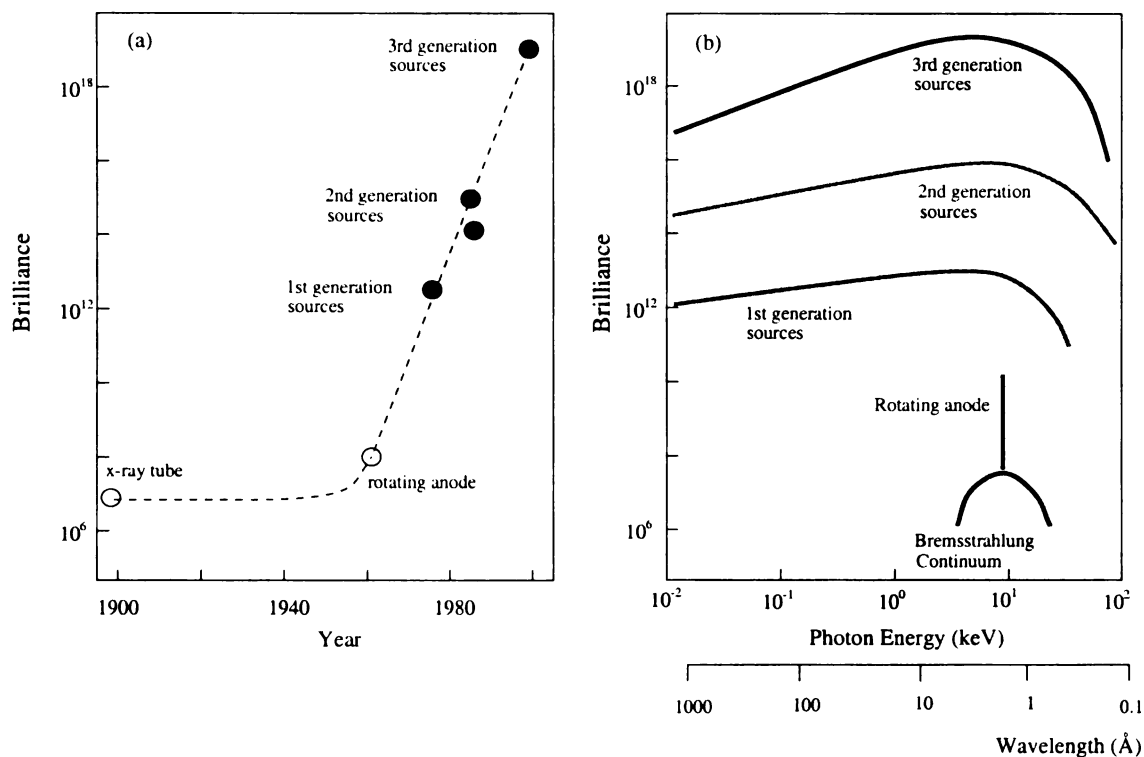 (a)
3rd generation
sources
10^18
2nd generation
sources
1st generation
sources
10^12
x-ray tube
rotating anode
10^6
Brilliance
1900 1940 1980
Year
(b)
3rd generation
sources
10^18
2nd generation
sources
10^12
1st generation
sources
Rotating anode
10^6
Bremsstrahlung
Continuum
Brilliance
10^-2 10^-1 10^0 10^1 10^2
Photon Energy (keV)
1000 100 10 1 0.1
Wavelength (Å)